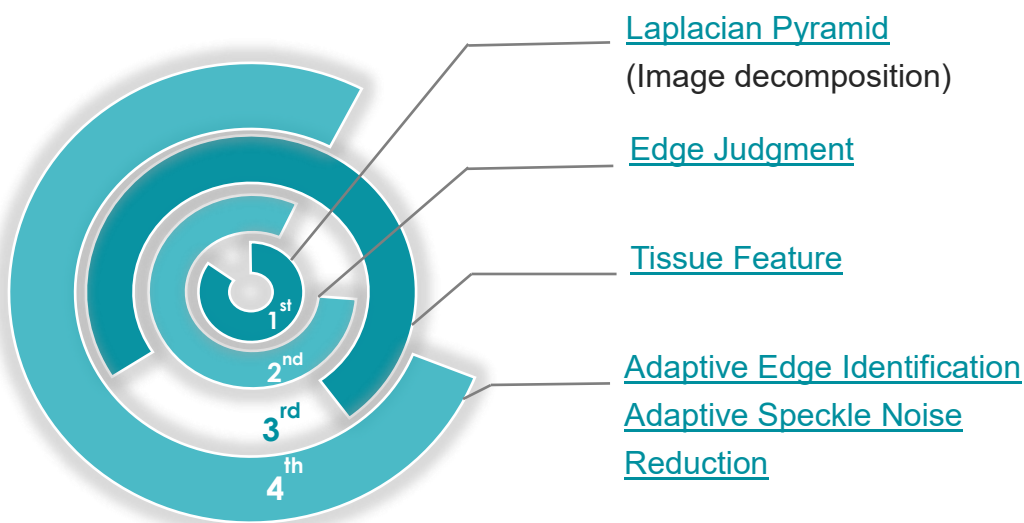 Laplacian Pyramid
(Image decomposition)
Edge Judgment
Tissue Feature
Adaptive Edge Identification
Adaptive Speckle Noise
Reduction
1st
2nd
3rd
4th